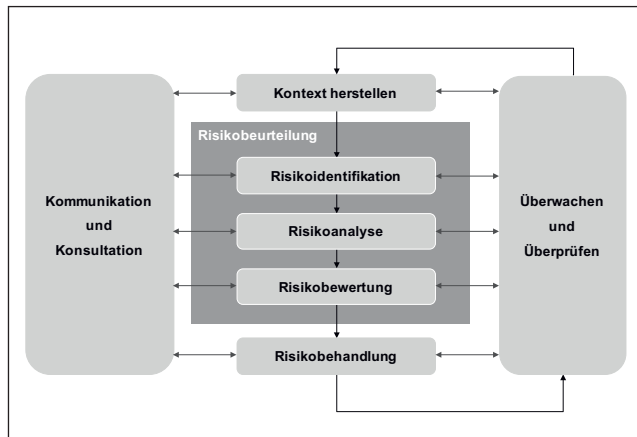 Kontext herstellen
Risikobeurteilung
Risikoidentifikation
Risikoanalyse
Risikobewertung
Risikobehandlung
Kommunikation
und
Konsultation
Überwachen
und
Überprüfen